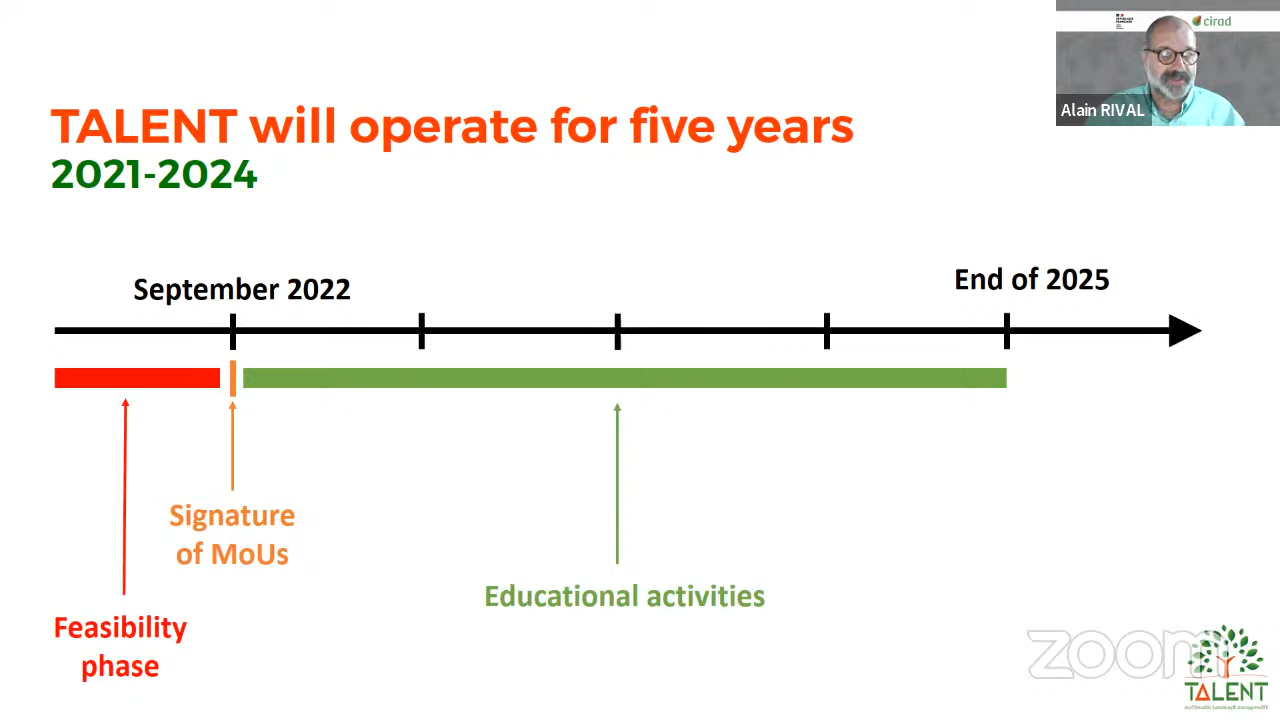 cirad
Alain RIVAL
TALENT will operate for five years
2021-2024
September 2022
End of 2025
Signature
of MoUs
Educational activities
Feasibility
phase
zoom
TALENT